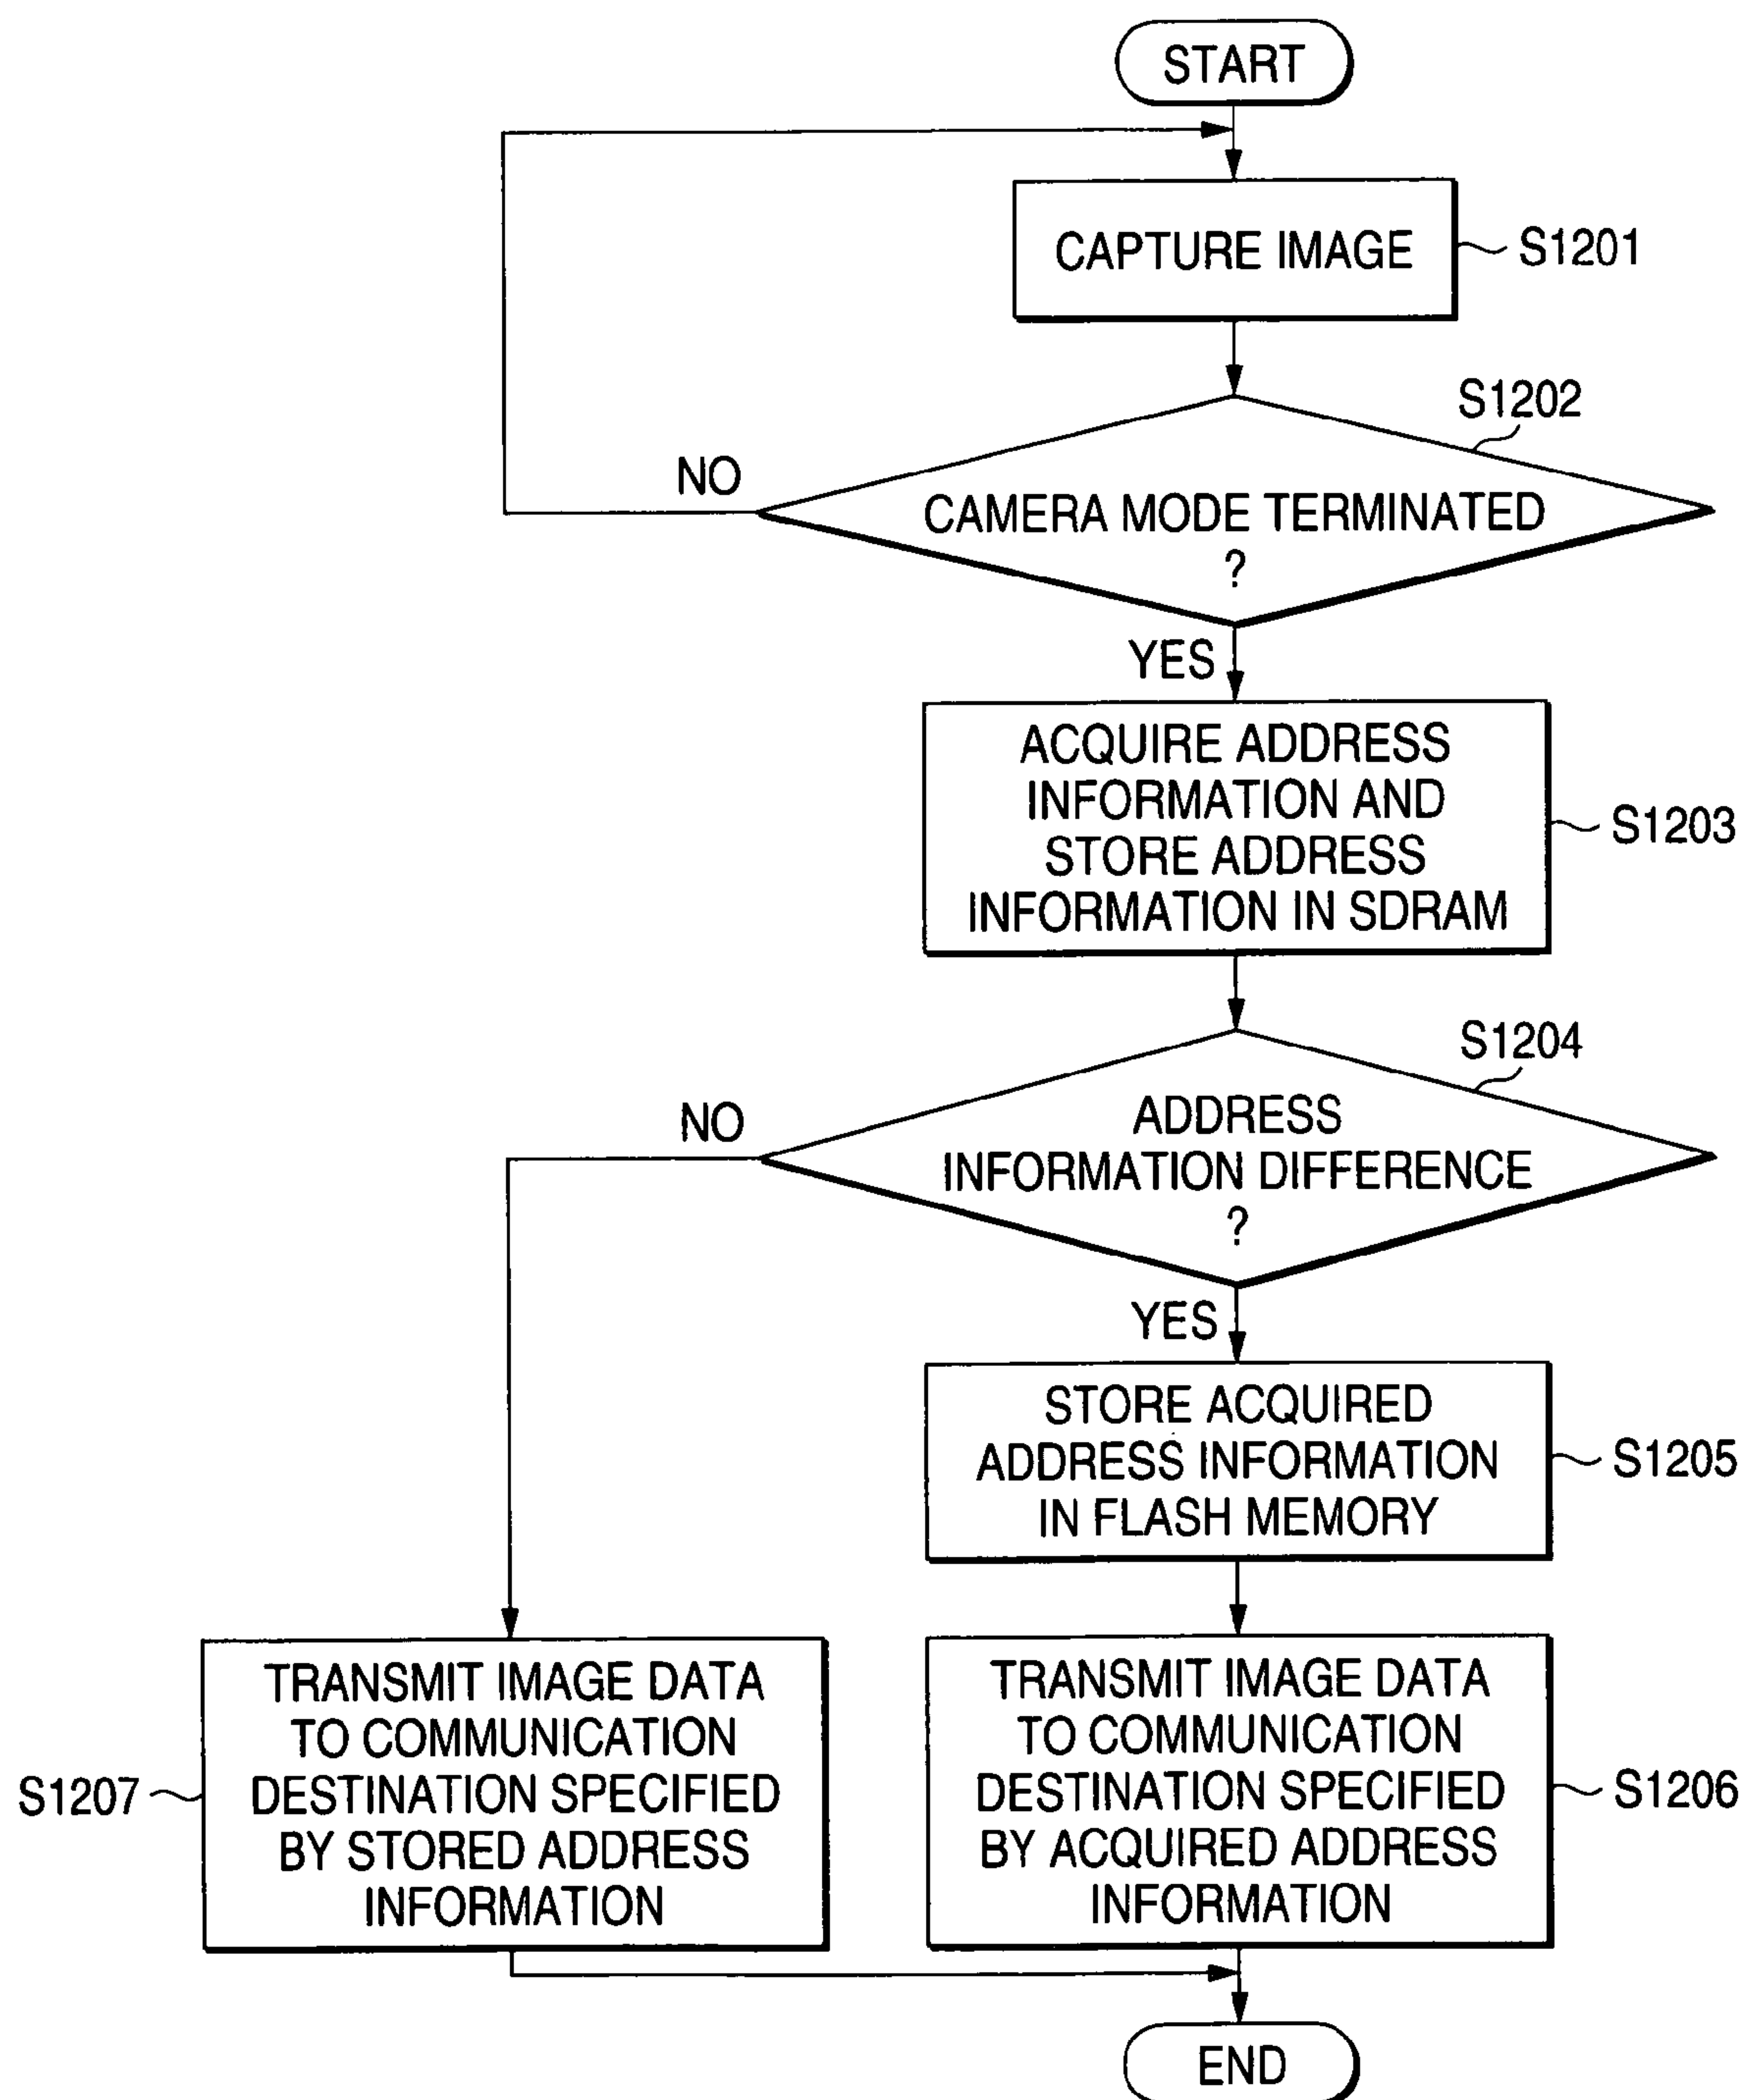 START
CAPTURE IMAGE
S1201
S1202
NO
CAMERA MODE TERMINATED
?
YES
ACQUIRE ADDRESS
INFORMATION AND
STORE ADDRESS
INFORMATION IN SDRAM
S1203
S1204
NO
ADDRESS
INFORMATION DIFFERENCE
?
YES
STORE ACQUIRED
ADDRESS INFORMATION
IN FLASH MEMORY
S1205
TRANSMIT IMAGE DATA
TO COMMUNICATION
DESTINATION SPECIFIED
BY STORED ADDRESS
INFORMATION
S1207
TRANSMIT IMAGE DATA
TO COMMUNICATION
DESTINATION SPECIFIED
BY ACQUIRED ADDRESS
INFORMATION
S1206
END